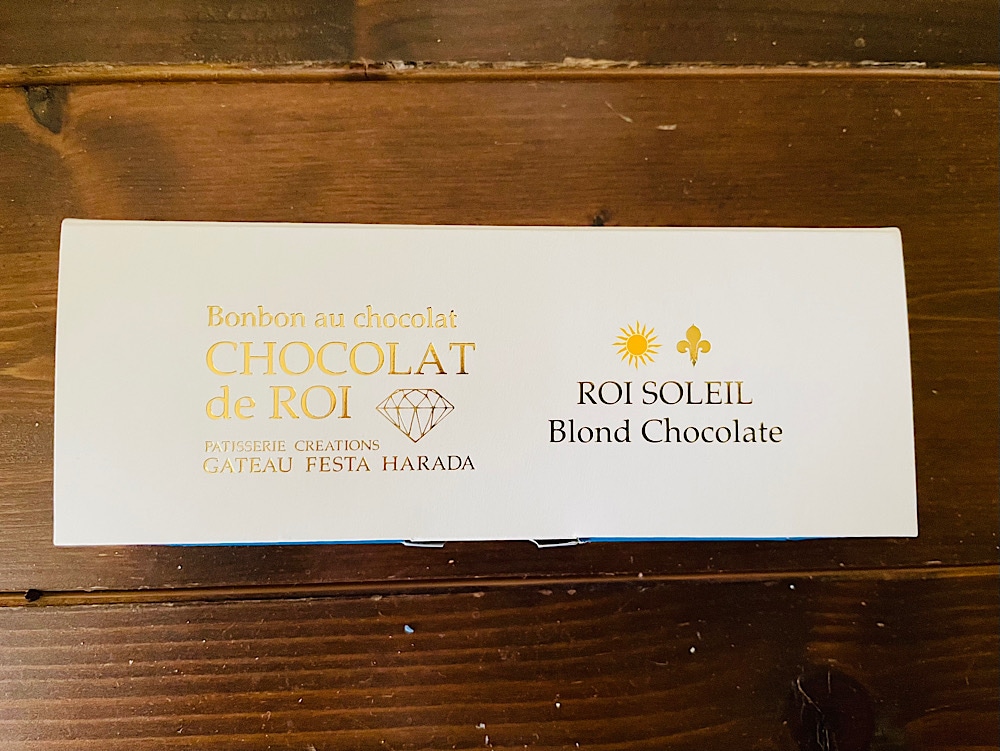 Bonbon au chocolat
CHOCOLAT
de ROI
PATISSERIE CREATIONS
GATEAU FESTA HARADA
ROI SOLEIL
Blond Chocolate